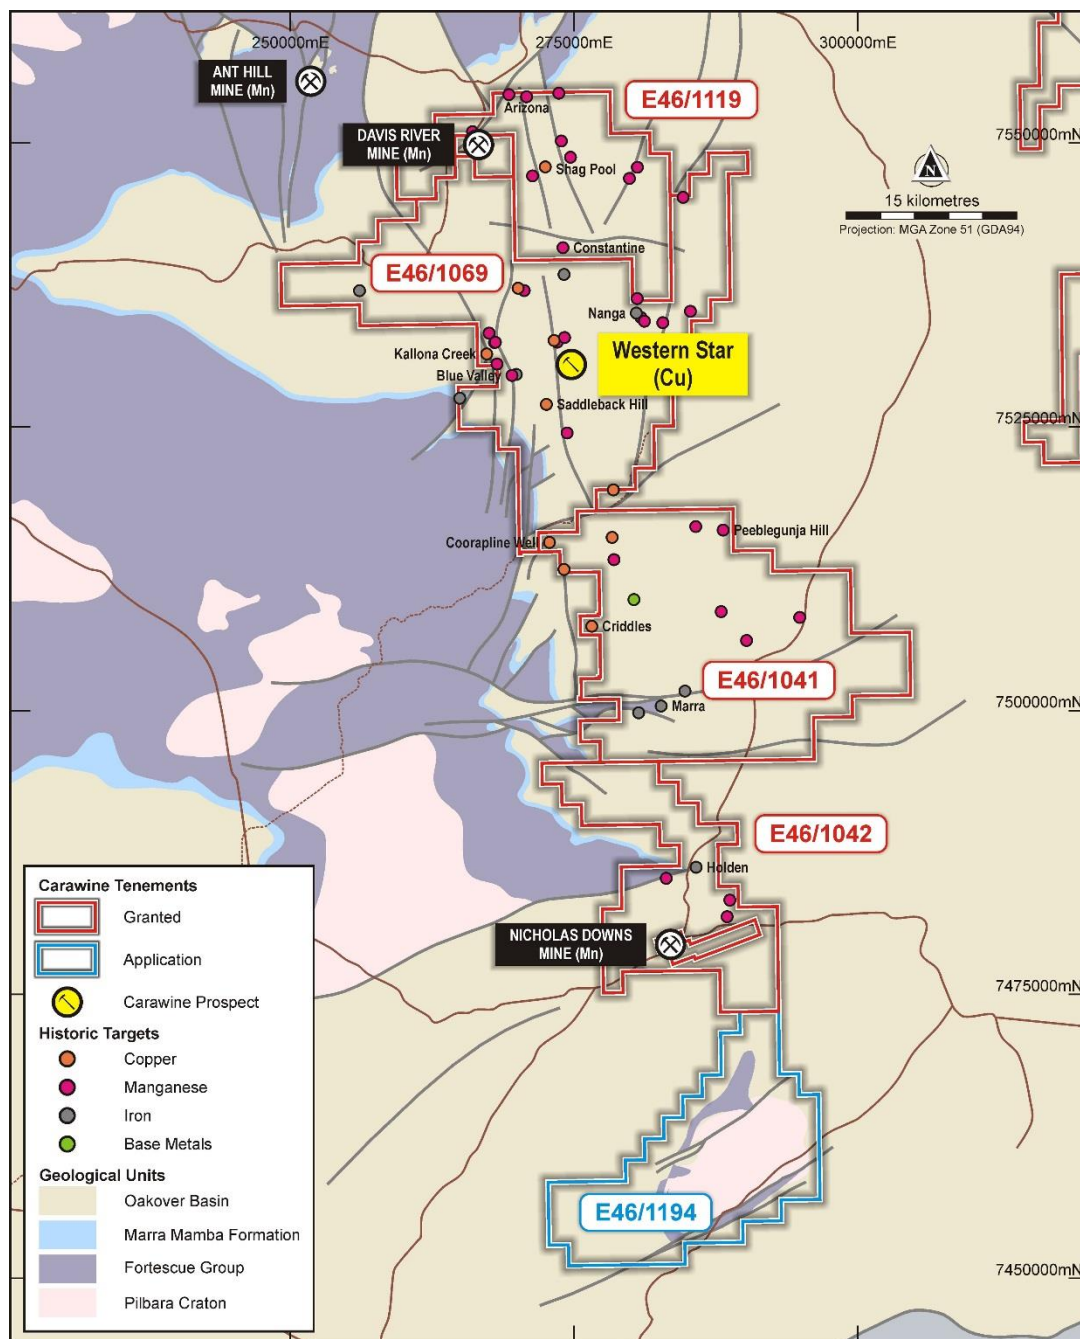 250000mE
275000mE
300000mE
ANT HILL
MINE (Mn)
E46/1119
Arizona
DAVIS RIVER
MINE (Mn)
7550000mN
Shag Pool
N
15 kilometres
Projection: MGA Zone 51 (GDA94)
Constantine
E46/1069
Nanga
Western Star
(Cu)
Kallona Creek
Blue Valley
Saddleback Hill
7525000mN
Peeblegunja Hill
Coorapline Well
Criddles
E46/1041
Marra
7500000mN
E46/1042
Holden
NICHOLAS DOWNS
MINE (Mn)
7475000mN
E46/1194
7450000mN
Carawine Tenements
Granted
Application
Carawine Prospect
Historic Targets
Copper
Manganese
Iron
Base Metals
Geological Units
Oakover Basin
Marra Mamba Formation
Fortescue Group
Pilbara Craton